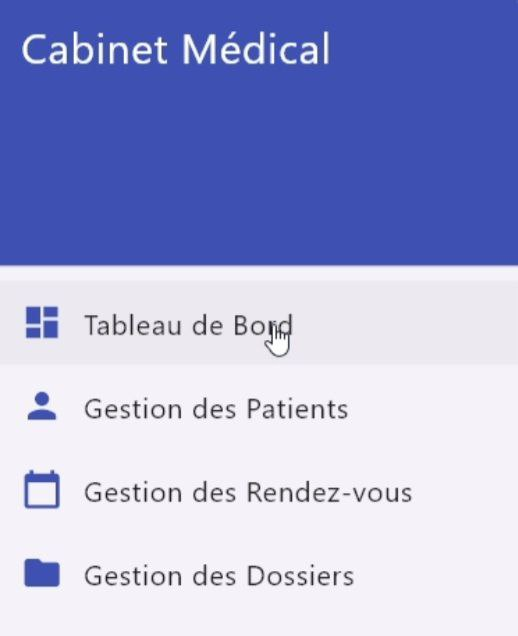 Cabinet Médical
Tableau de Bord
Gestion des Patients
Gestion des Rendez-vous
Gestion des Dossiers